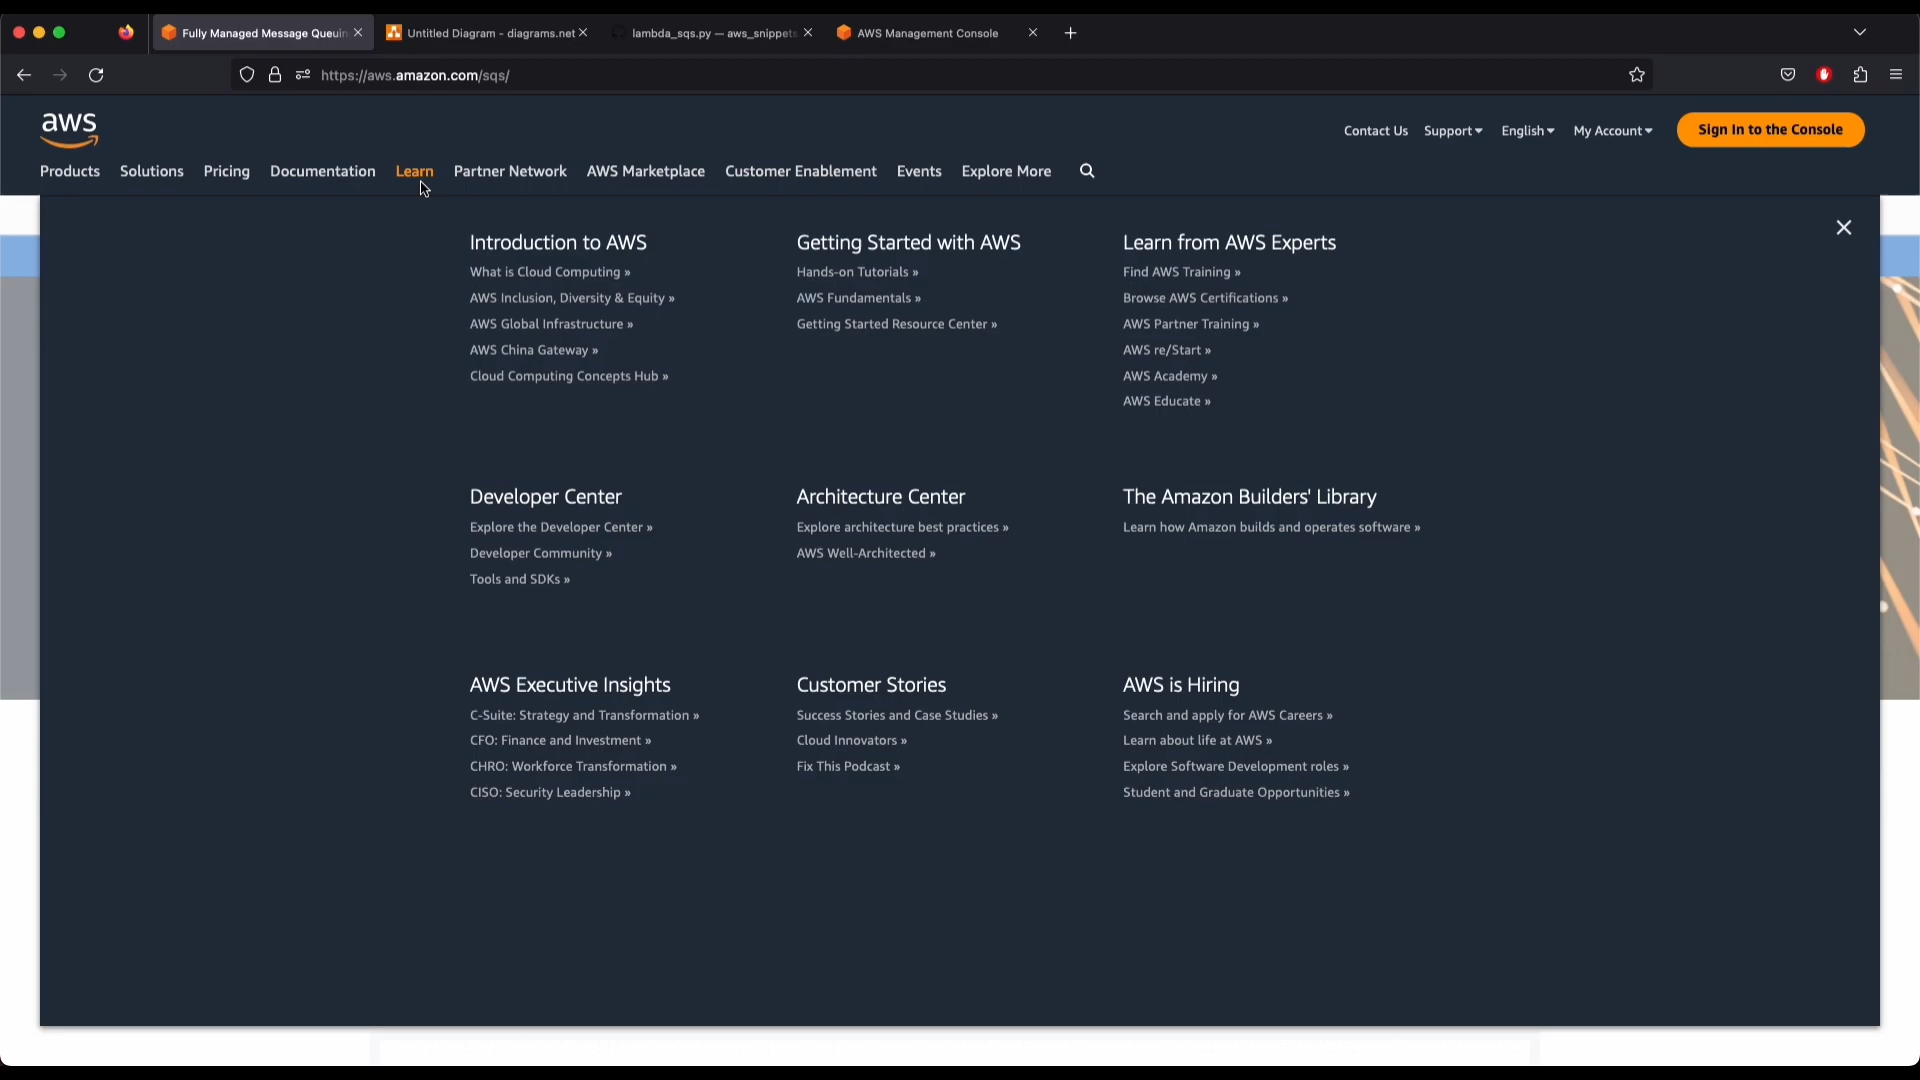 Fully Managed Message Queuin
Untitled Diagram - diagrams.net
lambda_sqs.py — aws_snippets
AWS Management Console
https://aws.amazon.com/sqs/
aws
Contact Us
Support
English
My Account
Sign In to the Console
Products
Solutions
Pricing
Documentation
Learn
Partner Network
AWS Marketplace
Customer Enablement
Events
Explore More
Introduction to AWS
What is Cloud Computing »
AWS Inclusion, Diversity & Equity »
AWS Global Infrastructure »
AWS China Gateway »
Cloud Computing Concepts Hub »
Getting Started with AWS
Hands-on Tutorials »
AWS Fundamentals »
Getting Started Resource Center »
Learn from AWS Experts
Find AWS Training »
Browse AWS Certifications »
AWS Partner Training »
AWS re/Start »
AWS Academy »
AWS Educate »
Developer Center
Explore the Developer Center »
Developer Community »
Tools and SDKs »
Architecture Center
Explore architecture best practices »
AWS Well-Architected »
The Amazon Builders' Library
Learn how Amazon builds and operates software »
AWS Executive Insights
C-Suite: Strategy and Transformation »
CFO: Finance and Investment »
CHRO: Workforce Transformation »
CISO: Security Leadership »
Customer Stories
Success Stories and Case Studies »
Cloud Innovators »
Fix This Podcast »
AWS is Hiring
Search and apply for AWS Careers »
Learn about life at AWS »
Explore Software Development roles »
Student and Graduate Opportunities »